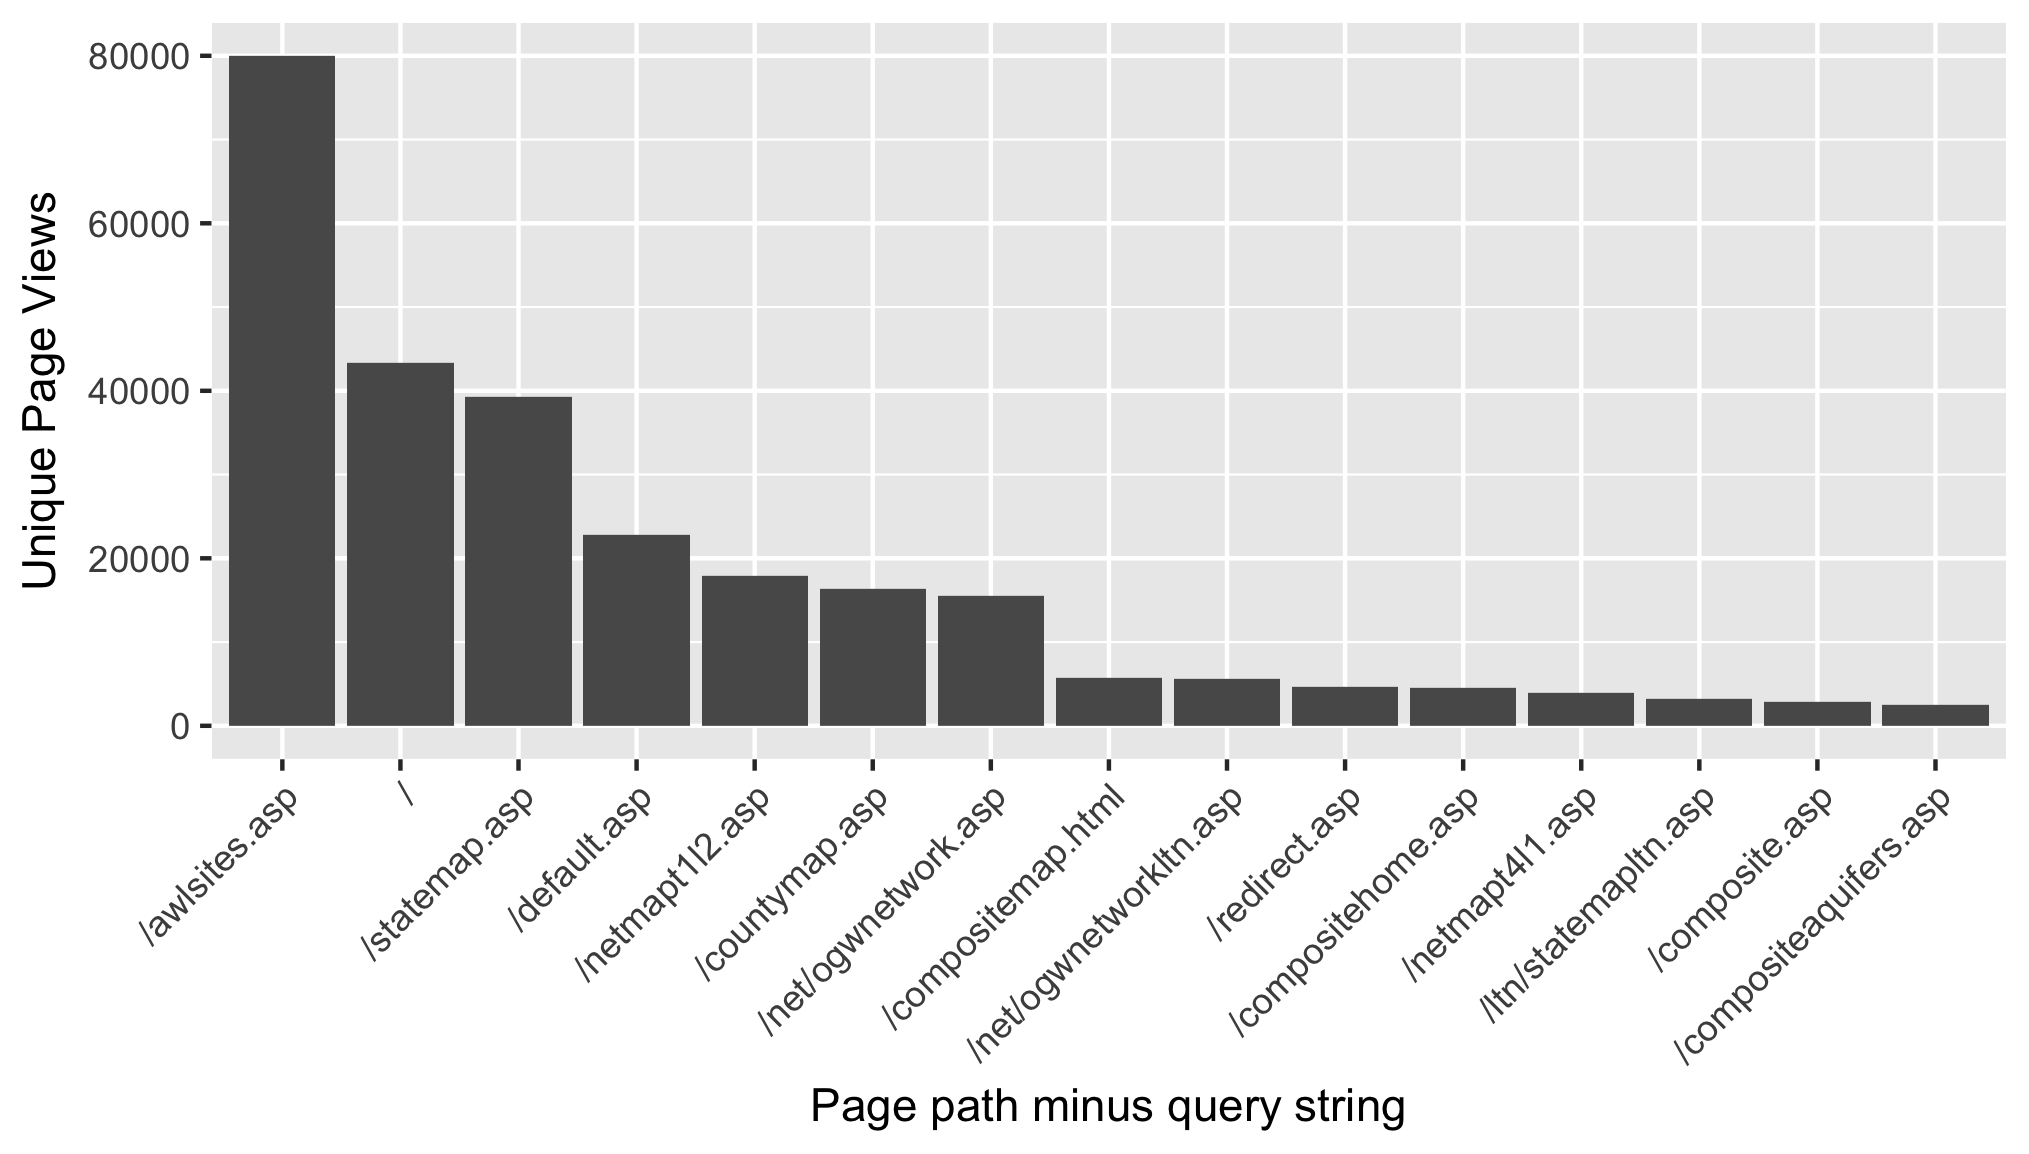 Unique Page Views
80000
60000
40000
20000
0
/awlsites.asp
/
/statemap.asp
/default.asp
/netmapt1l2.asp
/countymap.asp
/net/ogwnetwork.asp
/compositemap.html
/net/ogwnetworkltn.asp
/redirect.asp
/compositehome.asp
/netmapt4l1.asp
/ltn/statemapltn.asp
/composite.asp
/compositeaquifers.asp
Page path minus query string